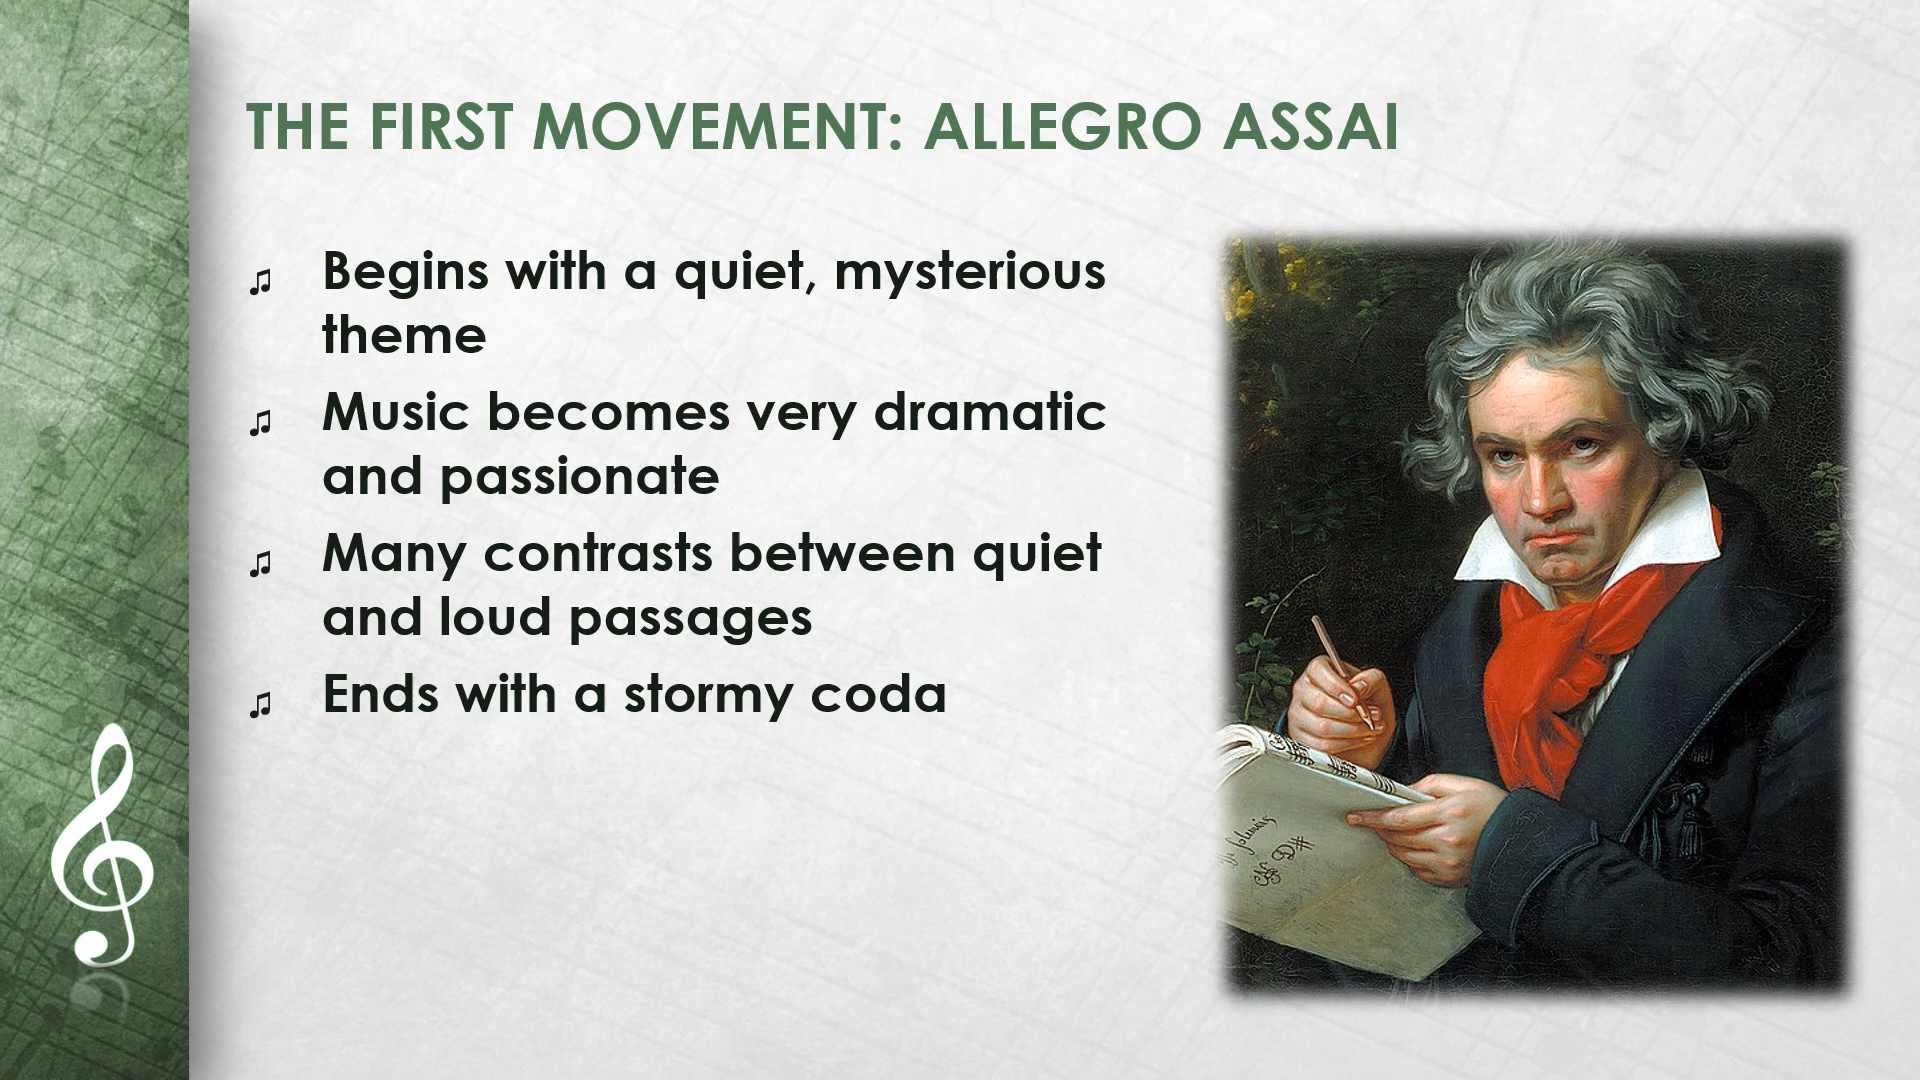 THE FIRST MOVEMENT: ALLEGRO ASSAI
♫ Begins with a quiet, mysterious
theme
♫ Music becomes very dramatic
and passionate
♫ Many contrasts between quiet
and loud passages
♫ Ends with a stormy coda
D#